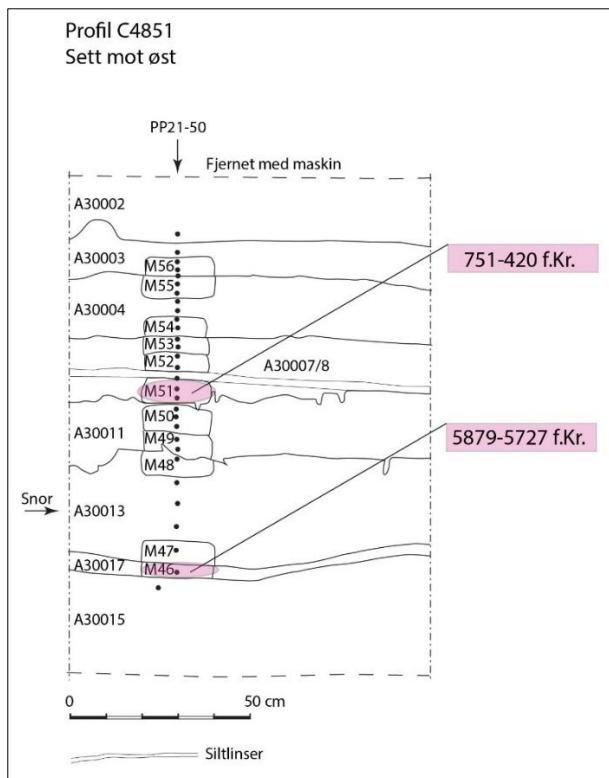 Profil C4851
Sett mot øst
PP21-50
Fjernet med maskin
A30002
A30003
M56
751-420 f.Kr.
M55
A30004
M54
M53
M52
A30007/8
M51
M50
5879-5727 f.Kr.
A30011
M49
M48
Snor
A30013
M47
A30017
M46
A30015
0
50 cm
Siltlinser